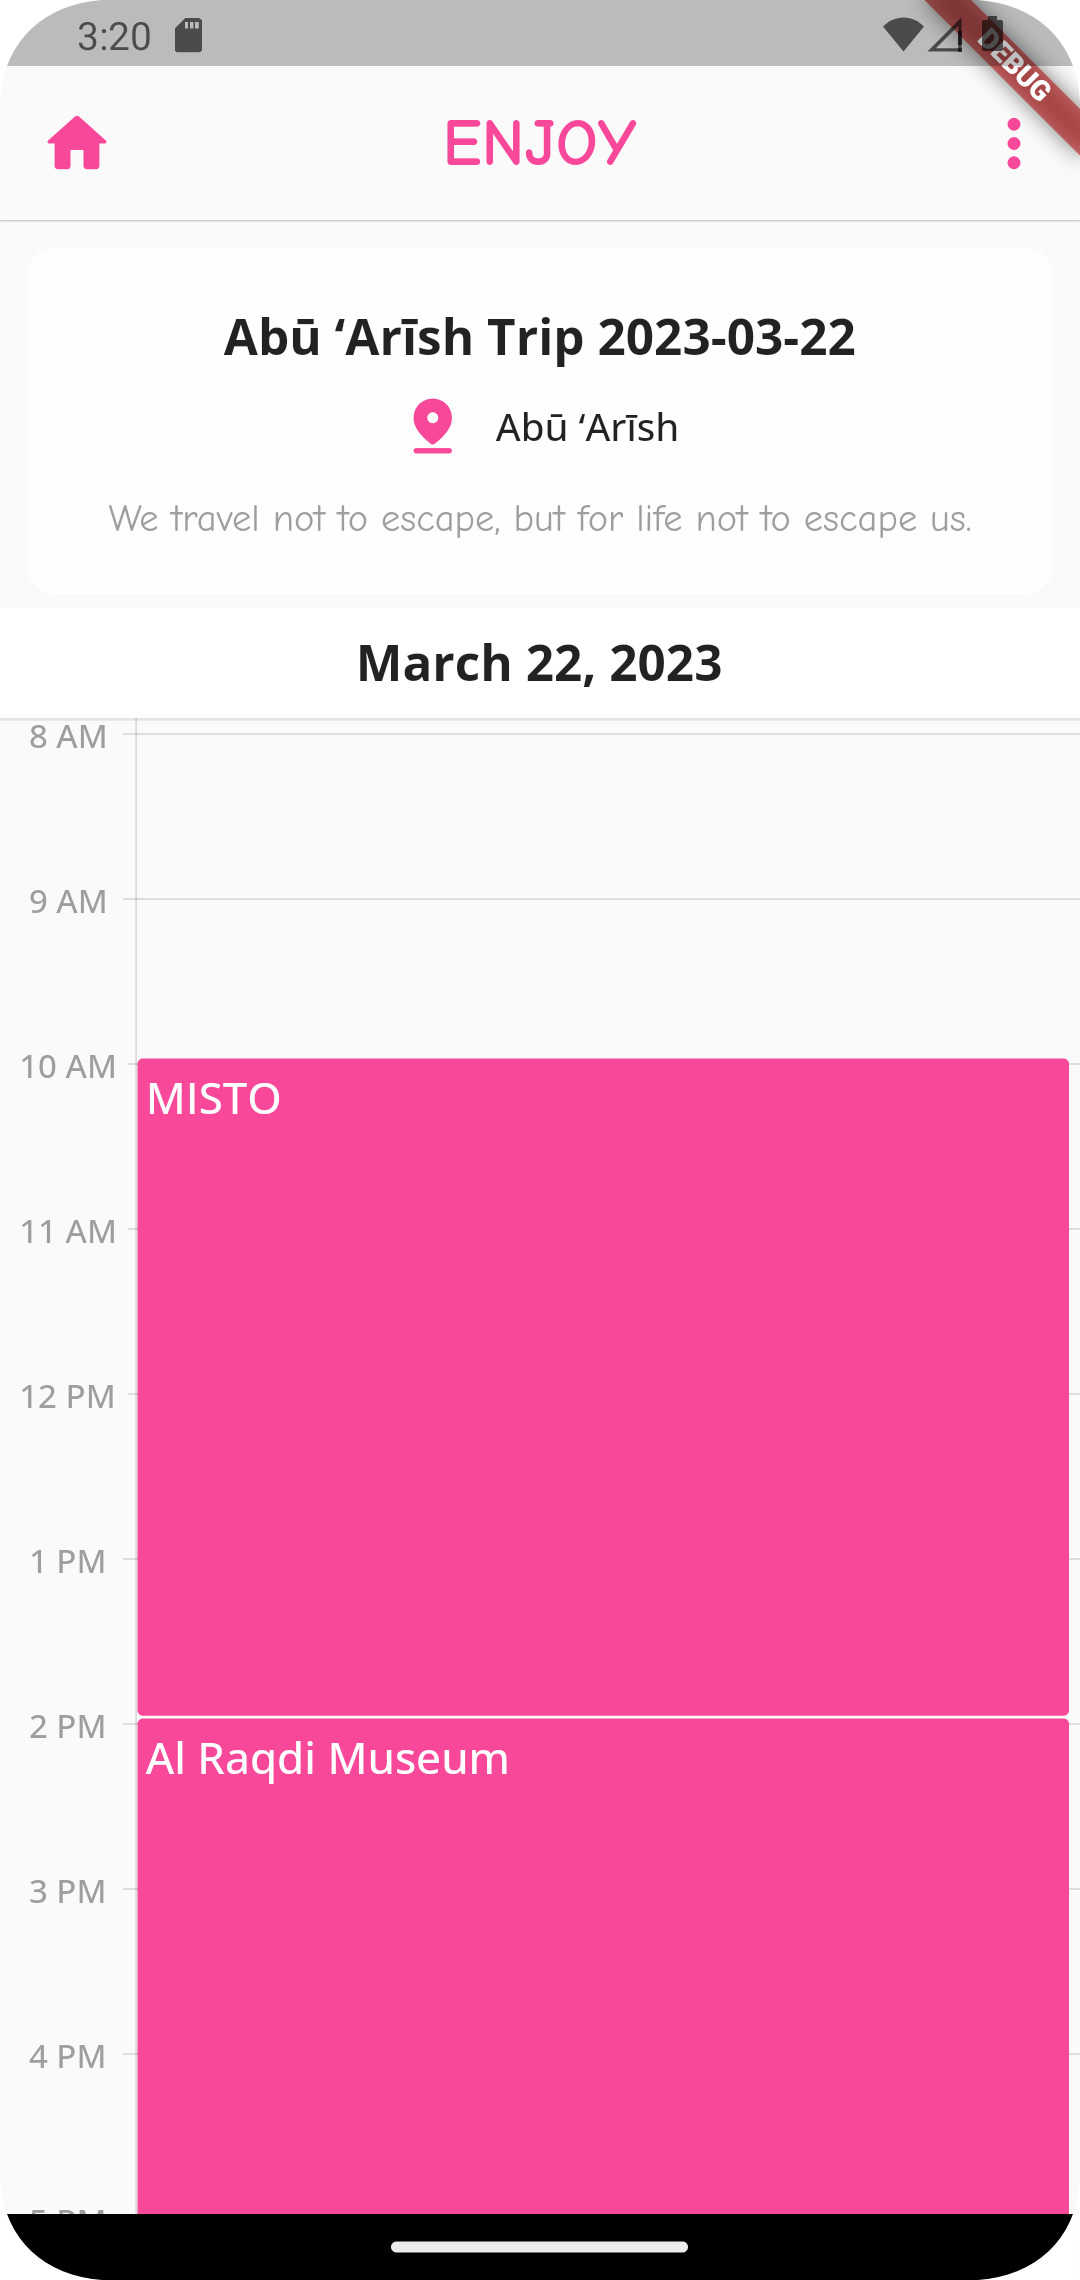 3:20
DEBUG
ENJOY
Abū ‘Arīsh Trip 2023-03-22
Abū ‘Arīsh
We travel not to escape, but for life not to escape us.
March 22, 2023
8 AM
9 AM
10 AM
MISTO
11 AM
12 PM
1 PM
2 PM
Al Raqdi Museum
3 PM
4 PM
5 PM